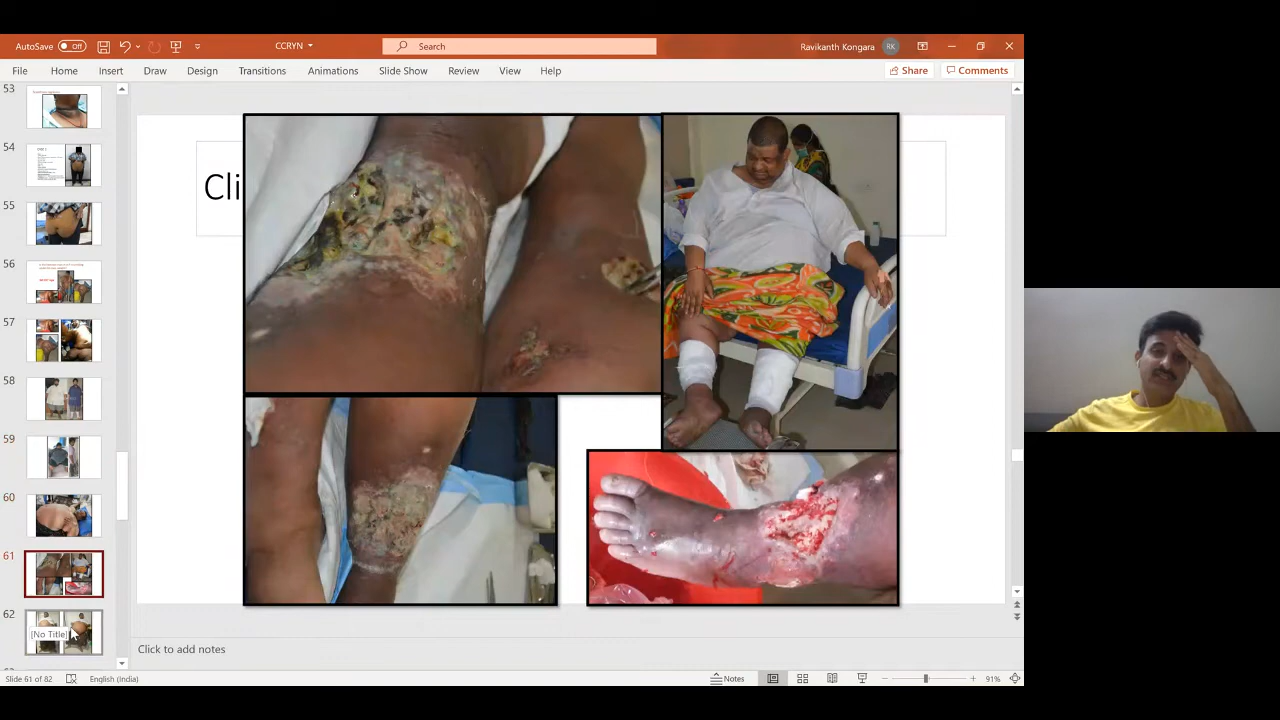 AutoSave Off CCRYN Search Ravikanth Kongara RK
File Home Insert Draw Design Transitions Animations Slide Show Review View Help Share Comments
53
54
55
56
57
58
59
60
61
62
[No Title]
Cli
Click to add notes
Slide 61 of 82 English (India) Notes 91%